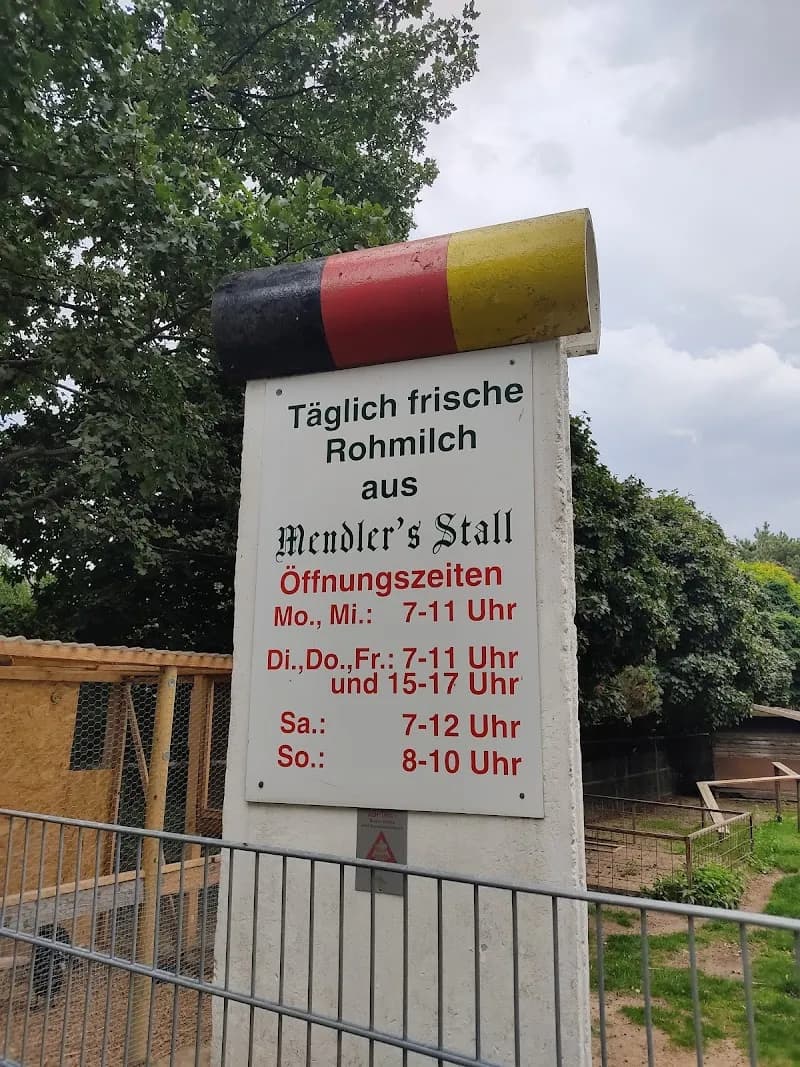 Täglich frische
Rohmilch
aus
Mendler's Stall
Öffnungszeiten
Mo., Mi.: 7-11 Uhr
Di.,Do.,Fr.: 7-11 Uhr
und 15-17 Uhr
Sa.: 7-12 Uhr
So.: 8-10 Uhr